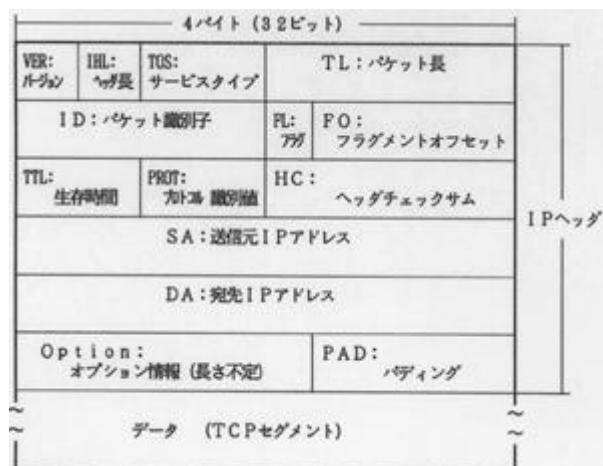 4バイト (32ビット)
VER: IHL: TOS: TL:パケット長
バージョン ヘッダ長 サービスタイプ
ID:パケット識別子 FL: FO:
フラグ フラグメントオフセット
TTL: PROT: HC:
生存時間 プロトコル 識別値 ヘッダチェックサム
IPヘッダ
SA:送信元IPアドレス
DA:宛先IPアドレス
Option: PAD:
オプション情報 (長さ不定) パディング
データ (TCPセグメント)